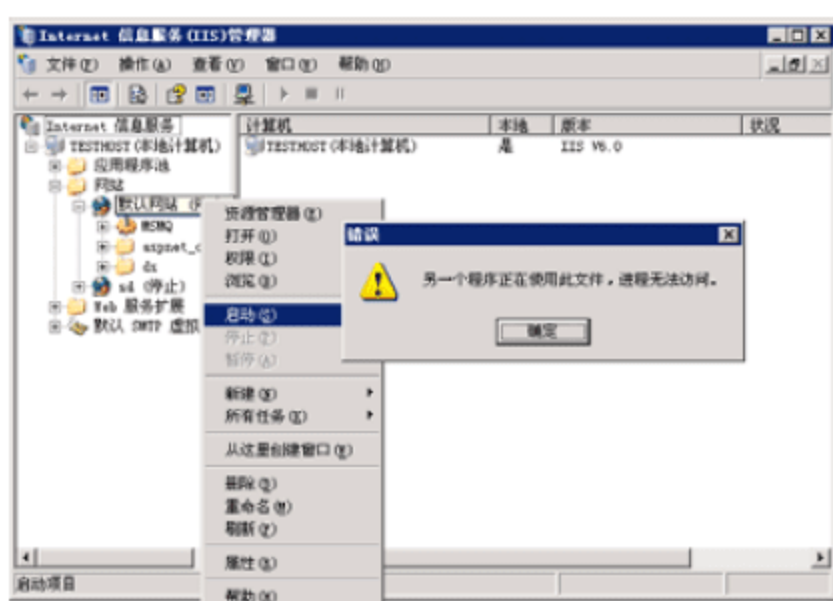 Internet 信息服务(IIS)管理器
文件(F) 操作(A) 查看(V) 窗口(W) 帮助(H)
Internet 信息服务
计算机 本地 版本 状况
TESTHOST(本地计算机)
TESTHOST(本地计算机) 是 IIS V6.0
应用程序池
网站
默认网站
MSMQ
aspnet_c
ds
sd (停止)
Web 服务扩展
默认 SMTP 虚拟
资源管理器(E)
打开(O)
权限(E)
浏览(B)
启动(S)
停止(P)
暂停(A)
新建(N)
所有任务(K)
从这里创建窗口(W)
删除(D)
重命名(M)
刷新(F)
属性(R)
帮助(H)
错误
另一个程序正在使用此文件，进程无法访问。
确定
启动项目